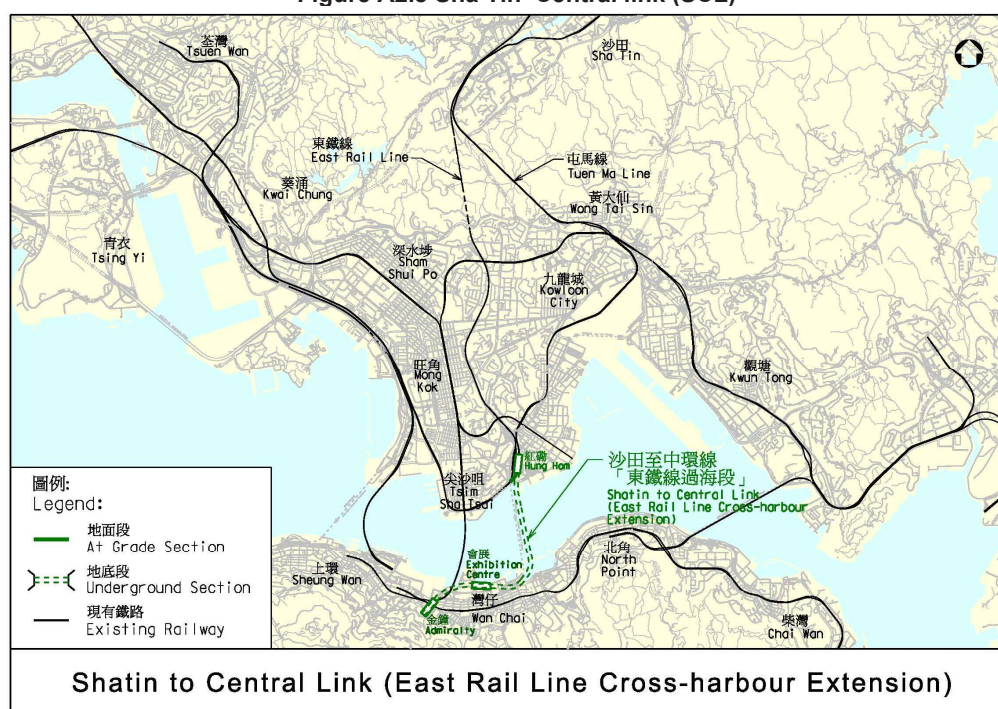 Figure A2.8 Sha Tin- Central link (SCL)
荃灣
Tsuen Wan
沙田
Sha Tin
東鐵線
East Rail Line
屯馬線
Tuen Ma Line
葵涌
Kwai Chung
黃大仙
Wong Tai Sin
青衣
Tsing Yi
深水埗
Sham
Shui Po
九龍城
Kowloon
City
旺角
Mong
Kok
觀塘
Kwun Tong
紅磡
Hung Hom
沙田至中環線
「東鐵線過海段」
Shatin to Central Link
(East Rail Line Cross-harbour
Extension)
尖沙咀
Tsim
Sha Tsui
圖例:
Legend:
地面段
At Grade Section
地底段
Underground Section
現有鐵路
Existing Railway
上環
Sheung Wan
會展
Exhibition
Centre
北角
North
Point
灣仔
Wan Chai
金鐘
Admiralty
柴灣
Chai Wan
Shatin to Central Link (East Rail Line Cross-harbour Extension)